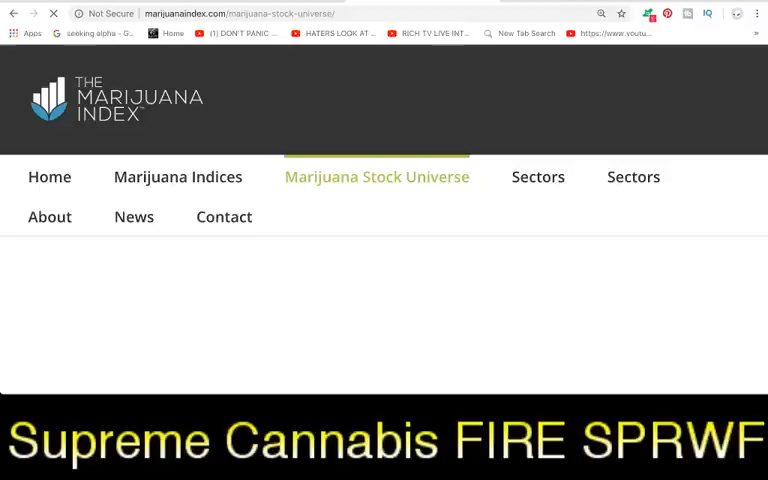 Not Secure marijuanaindex.com/marijuana-stock-universe/ IQ
Apps seeking alpha - G... Home (1) DON'T PANIC ... HATERS LOOK AT ... RICH TV LIVE INT... New Tab Search https://www.youtu... »
THE
MARIJUANA
INDEX
Home Marijuana Indices Marijuana Stock Universe Sectors Sectors
About News Contact
Supreme Cannabis FIRE SPRWF